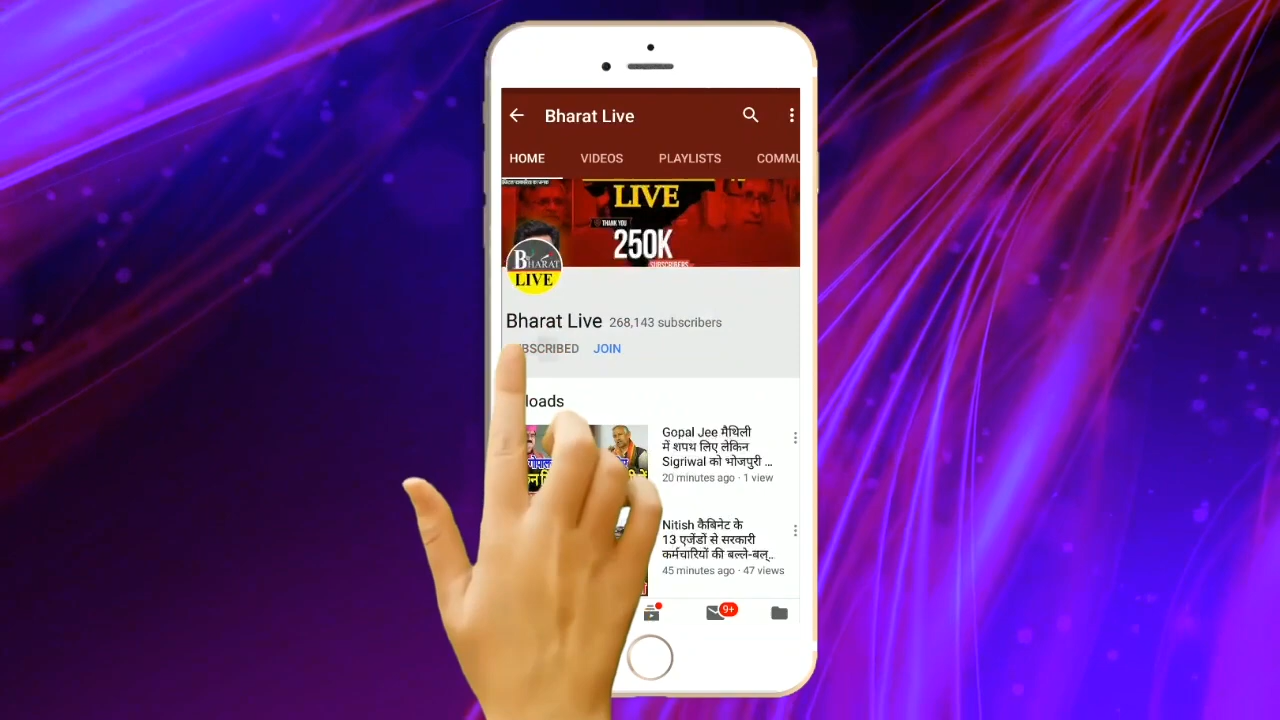 Bharat Live
HOME VIDEOS PLAYLISTS COMMU
LIVE
THANK YOU
250K
SUBSCRIBERS
BHARAT
LIVE
Bharat Live 268,143 subscribers
BSCRIBED JOIN
loads
Gopal Jee मैथिली
में शपथ लिए लेकिन
Sigriwal को भोजपुरी ...
20 minutes ago · 1 view
Nitish कैबिनेट के
13 एजेंडों से सरकारी
कर्मचारियों की बल्ले-बल्..
45 minutes ago · 47 views
9+